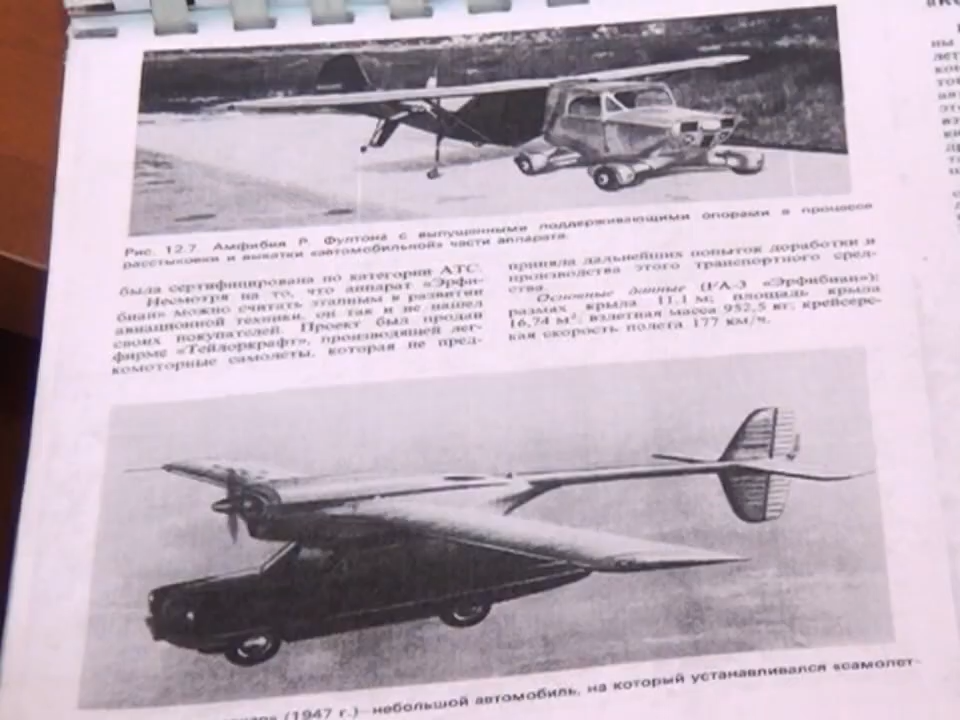 Рис. 12.7. Амфибия Р. Фултона с выпущенными поддерживающими опорами в процессе
расстыковки и выкатки «автомобильной» части аппарата.
была сертифицирована по категории АТС.
Несмотря на то, что аппарат «Эрфи-
биан» можно считать этапным в развитии
авиационной техники, он так и не нашел
своих покупателей. Проект был продан
фирме «Тейлоркрафт», производящей лег-
комоторные самолеты, которая не пред-
приняла дальнейших попыток доработки и
производства этого транспортного сред-
ства.
Основные данные (FA-3 «Эрфибиан»):
размах крыла 11,1 м; площадь крыла
16,74 м², взлетная масса 952,5 кг; крейсерс-
кая скорость полета 177 км/ч.
(1947 г.)— небольшой автомобиль, на который устанавливался «самолет-